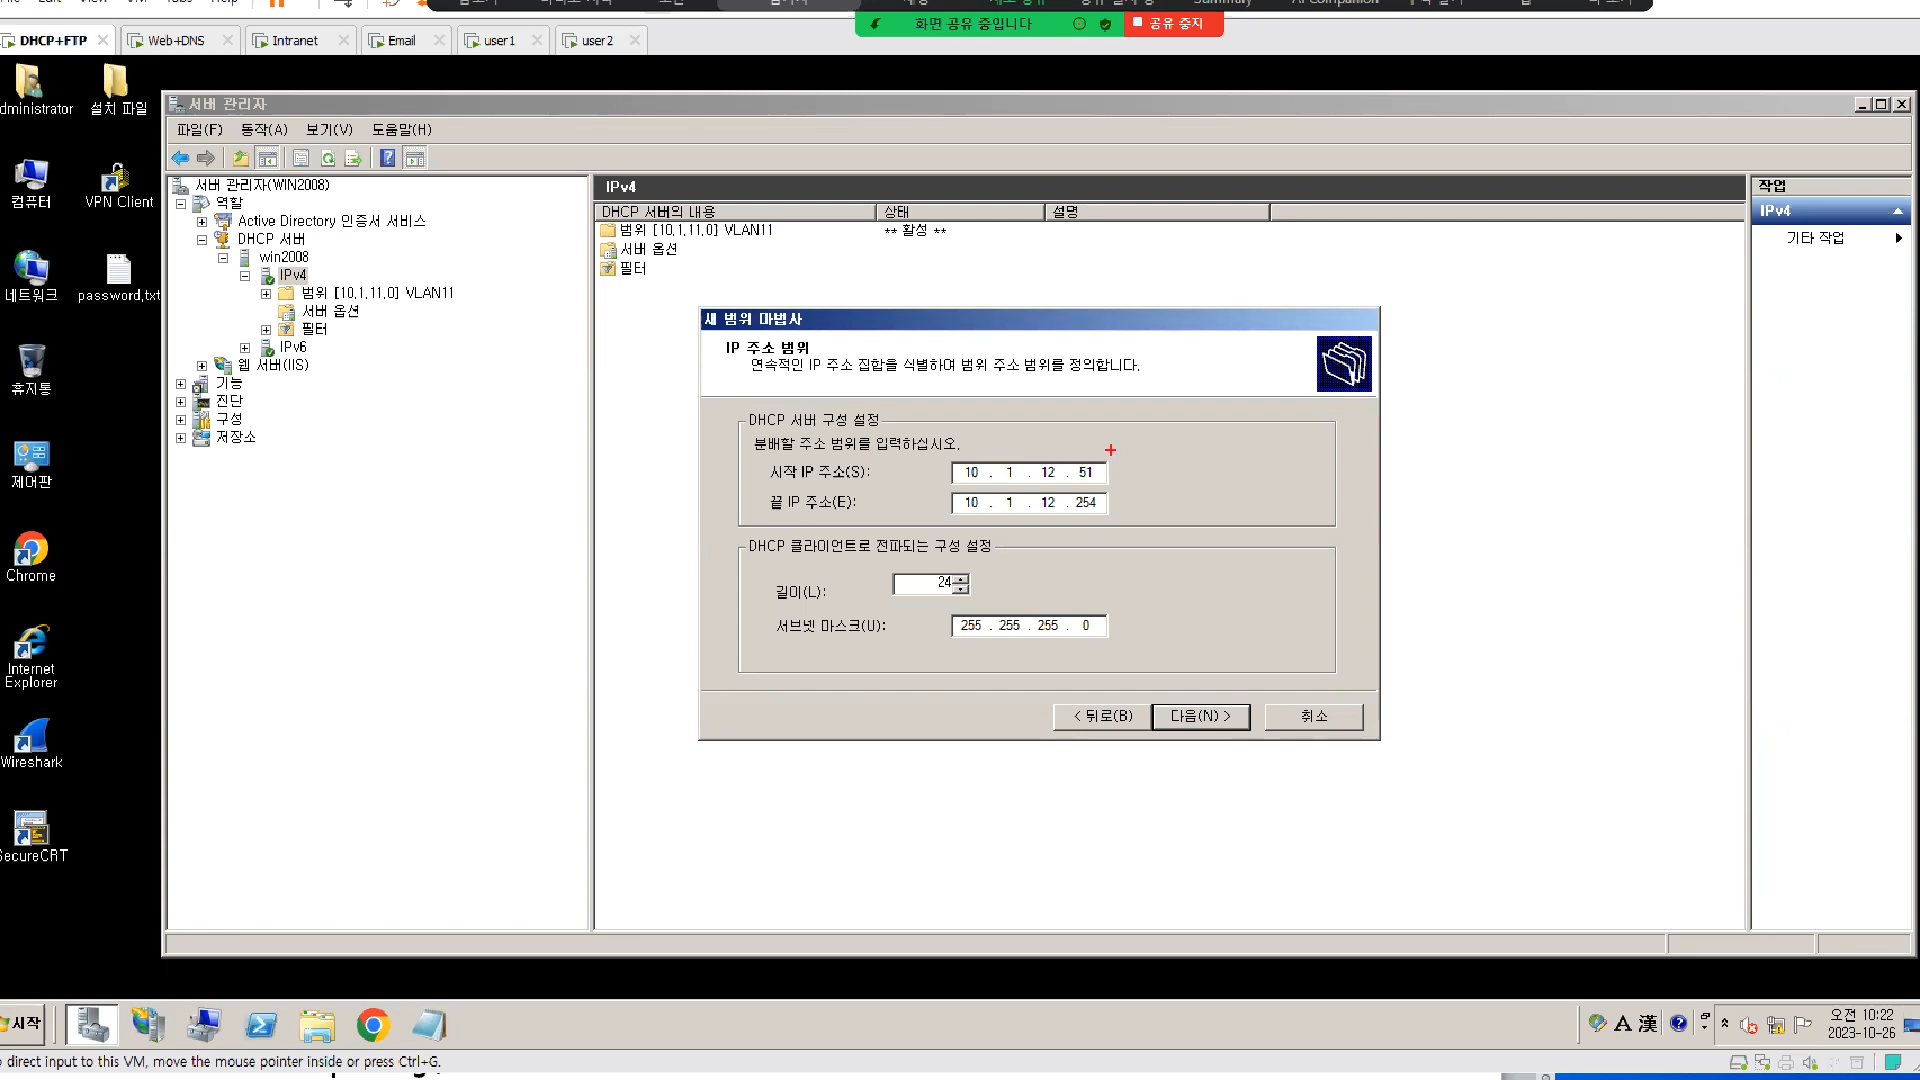 화면 공유 중입니다
공유 중지
DHCP+FTP
Web+DNS
Intranet
Email
user1
user2
설치 파일
컴퓨터
VPN Client
네트워크
password.txt
휴지통
제어판
Chrome
Internet
Explorer
Wireshark
서버 관리자
파일(F) 동작(A) 보기(V) 도움말(H)
서버 관리자(WIN2008)
역할
Active Directory 인증서 서비스
DHCP 서버
win2008
IPv4
범위 [10.1.11.0] VLAN11
서버 옵션
필터
IPv6
웹 서버(IIS)
기능
진단
구성
저장소
IPv4
DHCP 서버의 내용 상태 설명
범위 [10.1.11.0] VLAN11 ** 활성 **
서버 옵션
필터
작업
IPv4
기타 작업
새 범위 마법사
IP 주소 범위
연속적인 IP 주소 집합을 식별하여 범위 주소 범위를 정의합니다.
DHCP 서버 구성 설정
분배할 주소 범위를 입력하십시오.
시작 IP 주소(S): 10 . 1 . 12 . 51
끝 IP 주소(E): 10 . 1 . 12 . 254
DHCP 클라이언트로 전파되는 구성 설정
길이(L): 24
서브넷 마스크(U): 255 . 255 . 255 . 0
< 뒤로(B) 다음(N) > 취소
시작
A 漢
오전 10:22
2023-10-26
direct input to this VM, move the mouse pointer inside or press Ctrl+G.